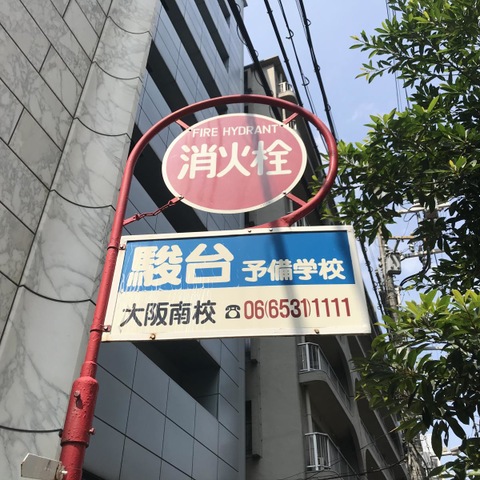 FIRE HYDRANT
消火栓
駿台 予備学校
大阪南校 ☎06(6531)1111